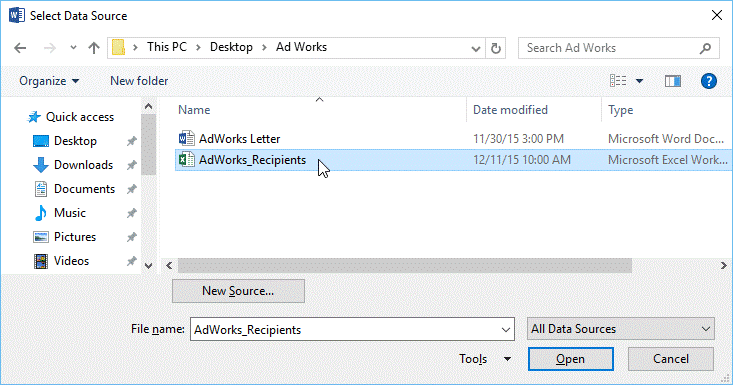 Select Data Source
This PC > Desktop > Ad Works
Search Ad Works
Organize
New folder
Name
Date modified
Type
Quick access
Desktop
Downloads
Documents
Music
Pictures
Videos
AdWorks Letter 11/30/15 3:00 PM Microsoft Word Doc...
AdWorks_Recipients 12/11/15 10:00 AM Microsoft Excel Work...
New Source...
File name: AdWorks_Recipients All Data Sources
Tools Open Cancel